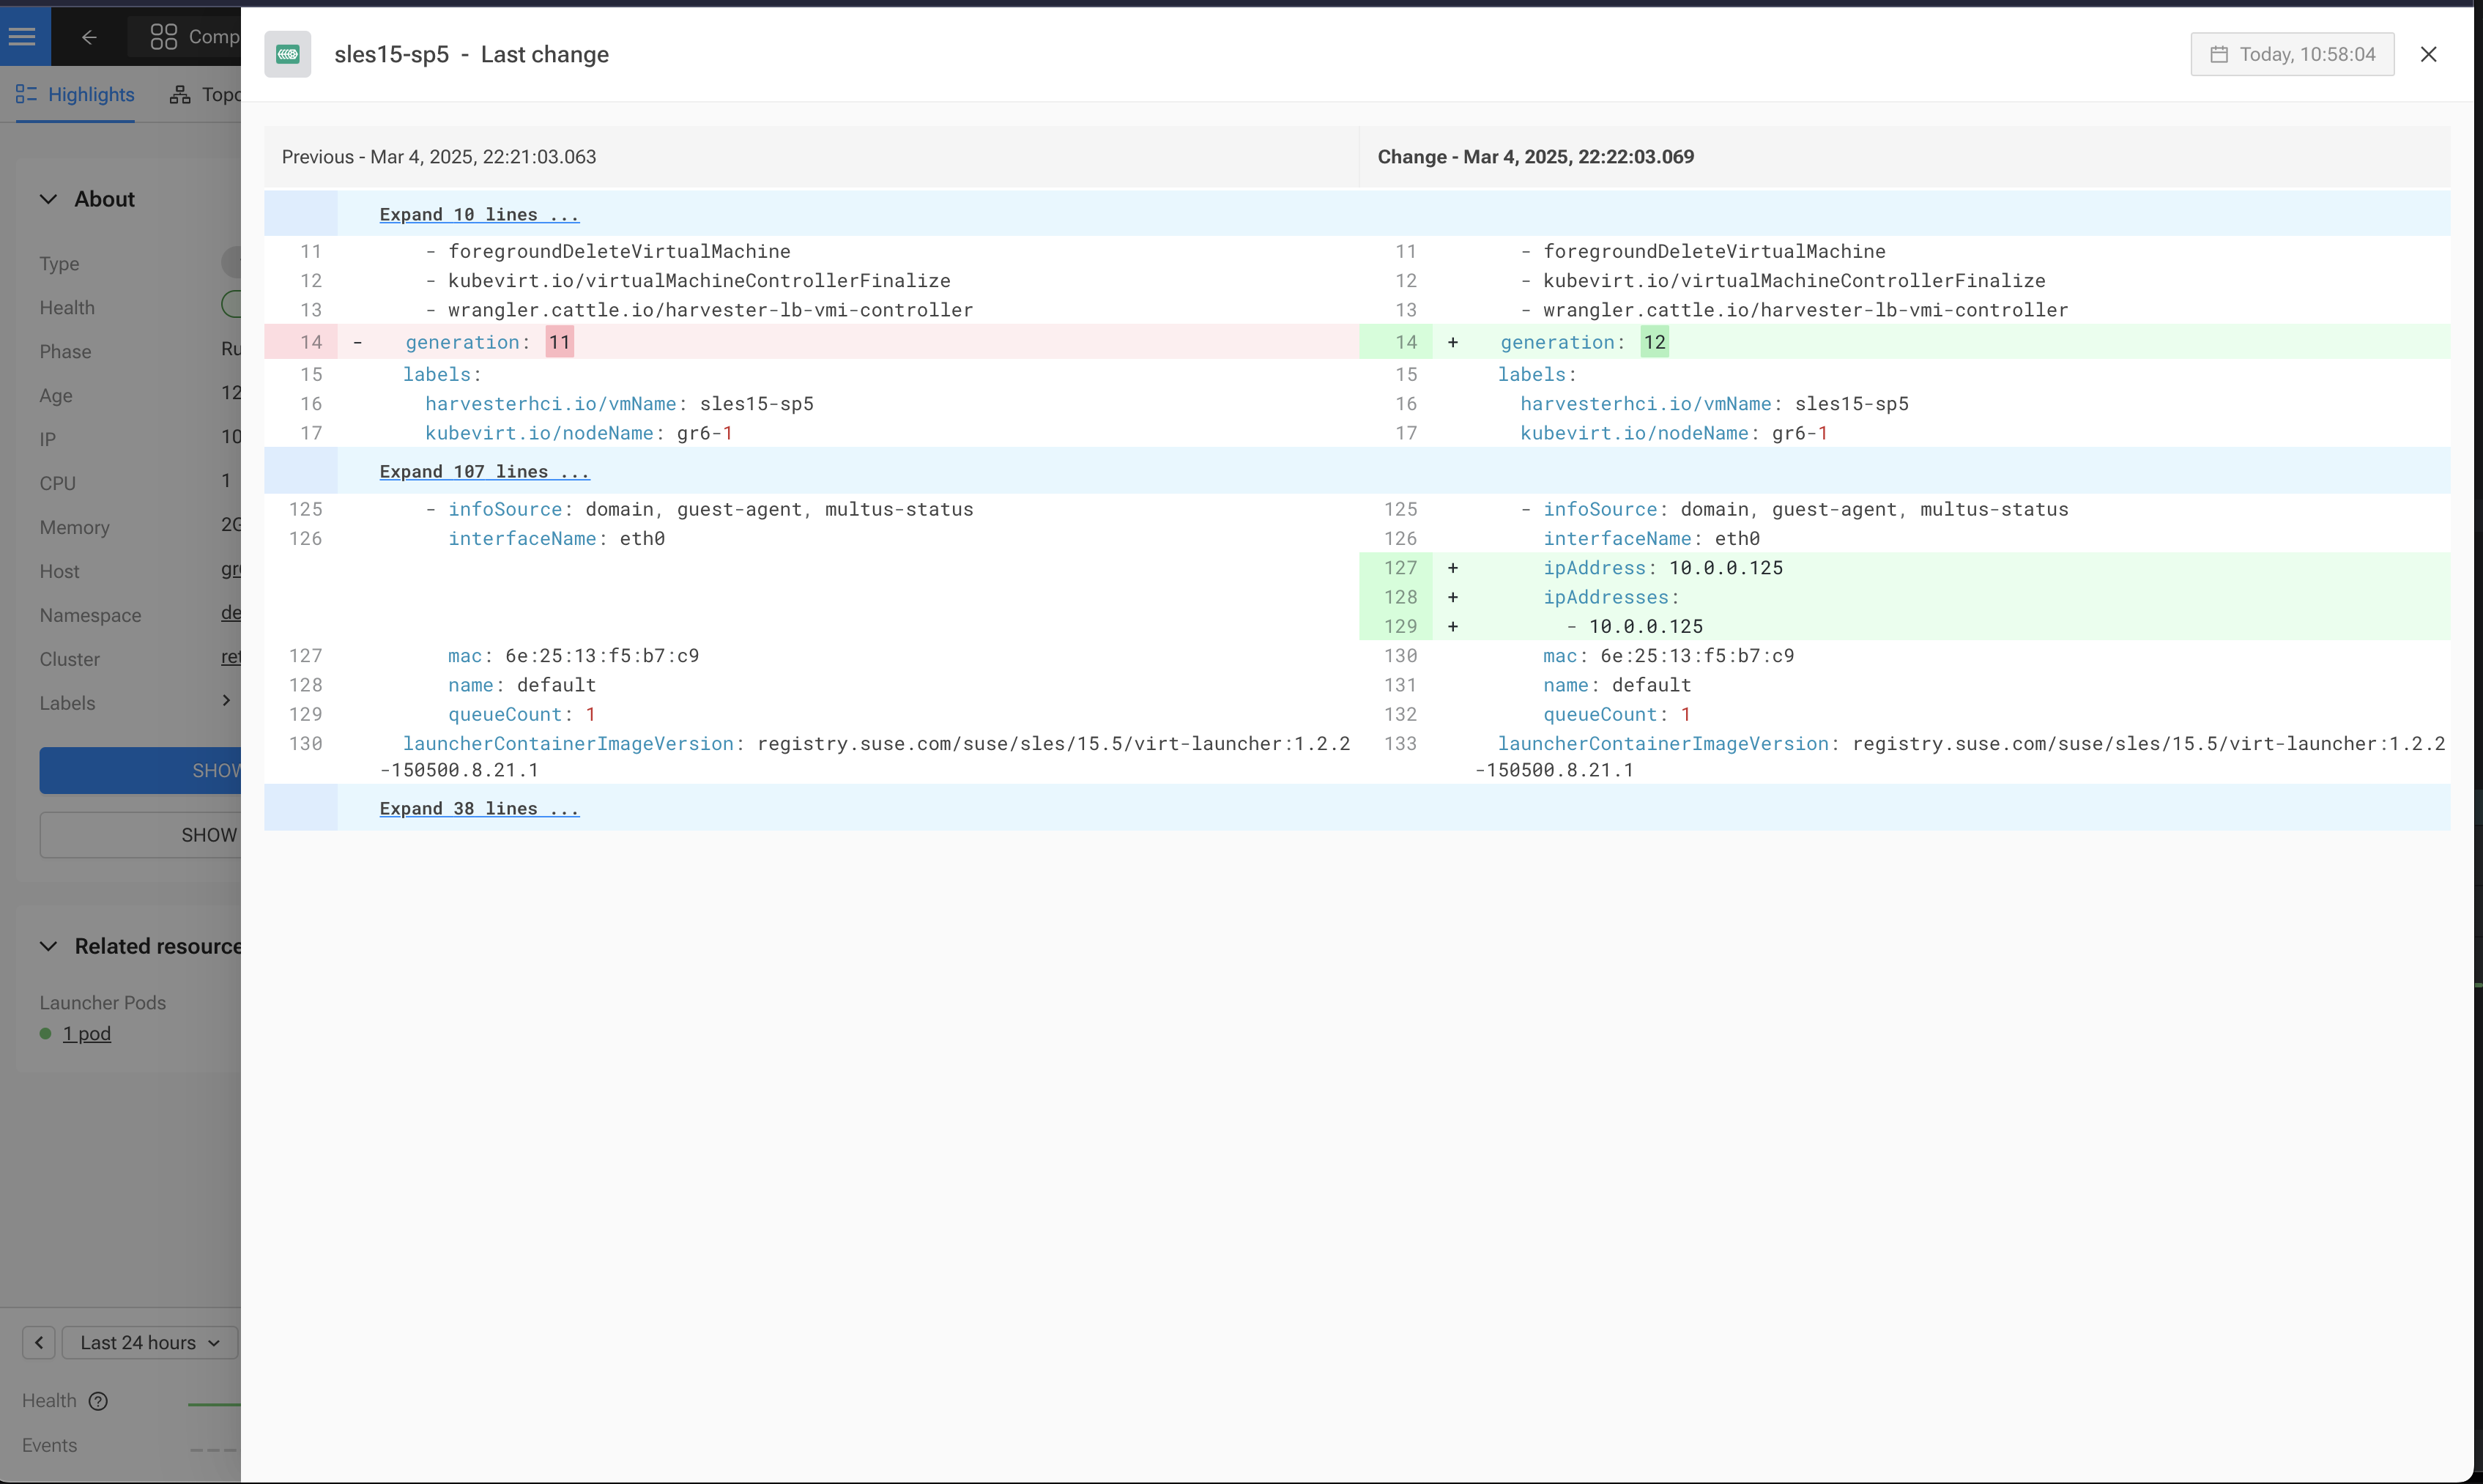 Comp
sles15-sp5 - Last change
Today, 10:58:04
Highlights
Previous - Mar 4, 2025, 22:21:03.063
Change - Mar 4, 2025, 22:22:03.069
About
Type
Health
Phase
Ru
Age
12
IP
10
CPU
1
Memory
2G
Host
gr
Namespace
de
Cluster
ret
Labels
SHOW
SHOW
Related resource
Launcher Pods
1 pod
Last 24 hours
Health
Events
Expand 10 lines ...
11 - foregroundDeleteVirtualMachine
12 - kubevirt.io/virtualMachineControllerFinalize
13 - wrangler.cattle.io/harvester-lb-vmi-controller
14 - generation: 11
15 labels:
16 harvesterhci.io/vmName: sles15-sp5
17 kubevirt.io/nodeName: gr6-1
Expand 107 lines ...
125 - infoSource: domain, guest-agent, multus-status
126 interfaceName: eth0
127 mac: 6e:25:13:f5:b7:c9
128 name: default
129 queueCount: 1
130 launcherContainerImageVersion: registry.suse.com/suse/sles/15.5/virt-launcher:1.2.2
-150500.8.21.1
Expand 38 lines ...
11 - foregroundDeleteVirtualMachine
12 - kubevirt.io/virtualMachineControllerFinalize
13 - wrangler.cattle.io/harvester-lb-vmi-controller
14 + generation: 12
15 labels:
16 harvesterhci.io/vmName: sles15-sp5
17 kubevirt.io/nodeName: gr6-1
125 - infoSource: domain, guest-agent, multus-status
126 interfaceName: eth0
127 + ipAddress: 10.0.0.125
128 + ipAddresses:
129 + - 10.0.0.125
130 mac: 6e:25:13:f5:b7:c9
131 name: default
132 queueCount: 1
133 launcherContainerImageVersion: registry.suse.com/suse/sles/15.5/virt-launcher:1.2.2
-150500.8.21.1